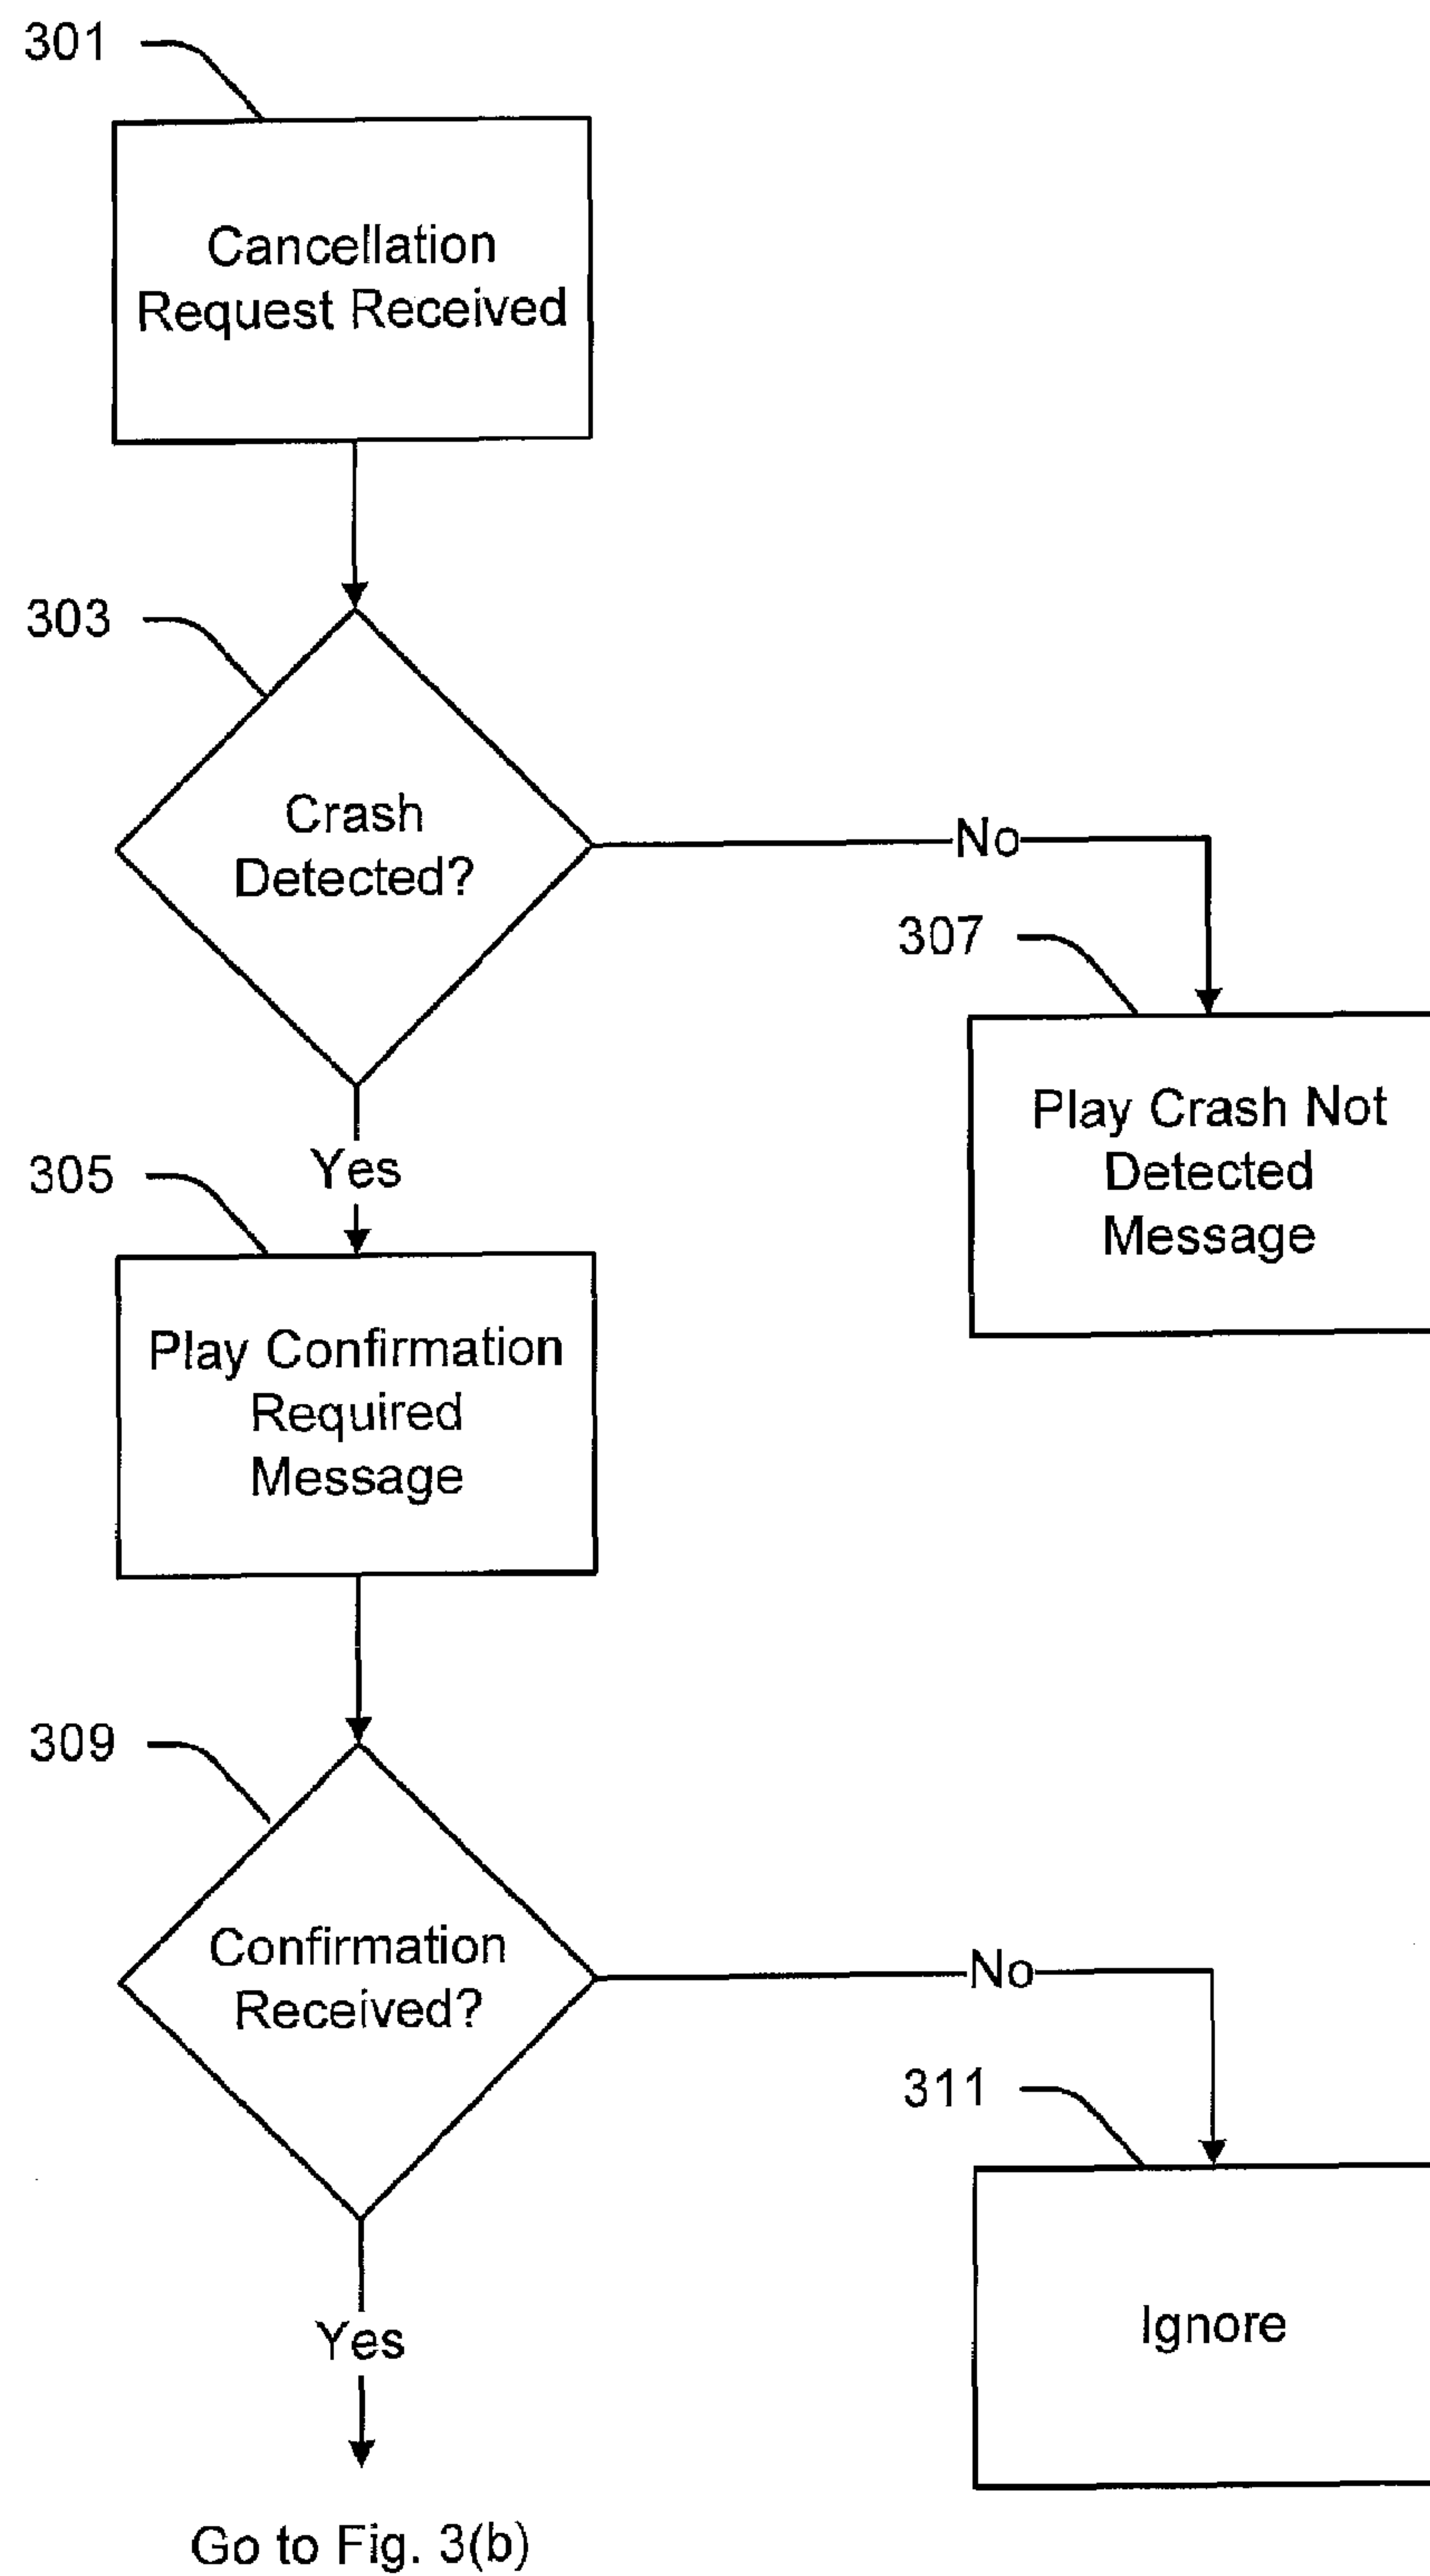 301
Cancellation
Request Received
303
Crash
Detected?
No
307
Play Crash Not
Detected
Message
Yes
305
Play Confirmation
Required
Message
309
Confirmation
Received?
No
311
Ignore
Yes
Go to Fig. 3(b)